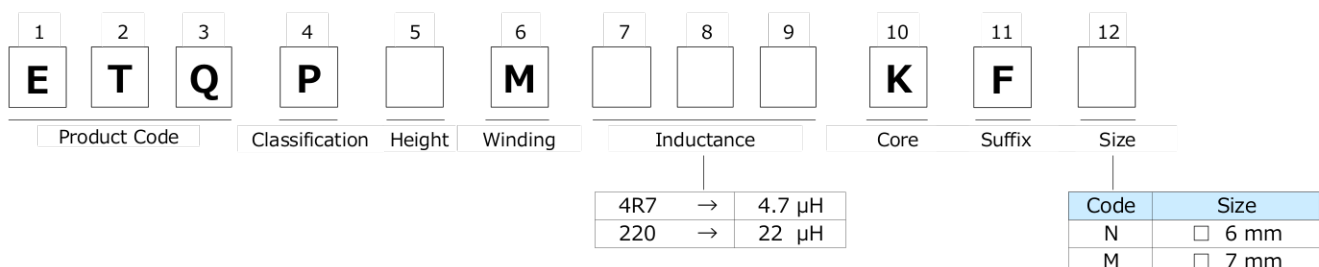 1 2 3 4 5 6 7 8 9 10 11 12
E T Q P M K F
Product Code Classification Height Winding Inductance Core Suffix Size
4R7 → 4.7 µH
220 → 22 µH
Code Size
N □ 6 mm
M □ 7 mm